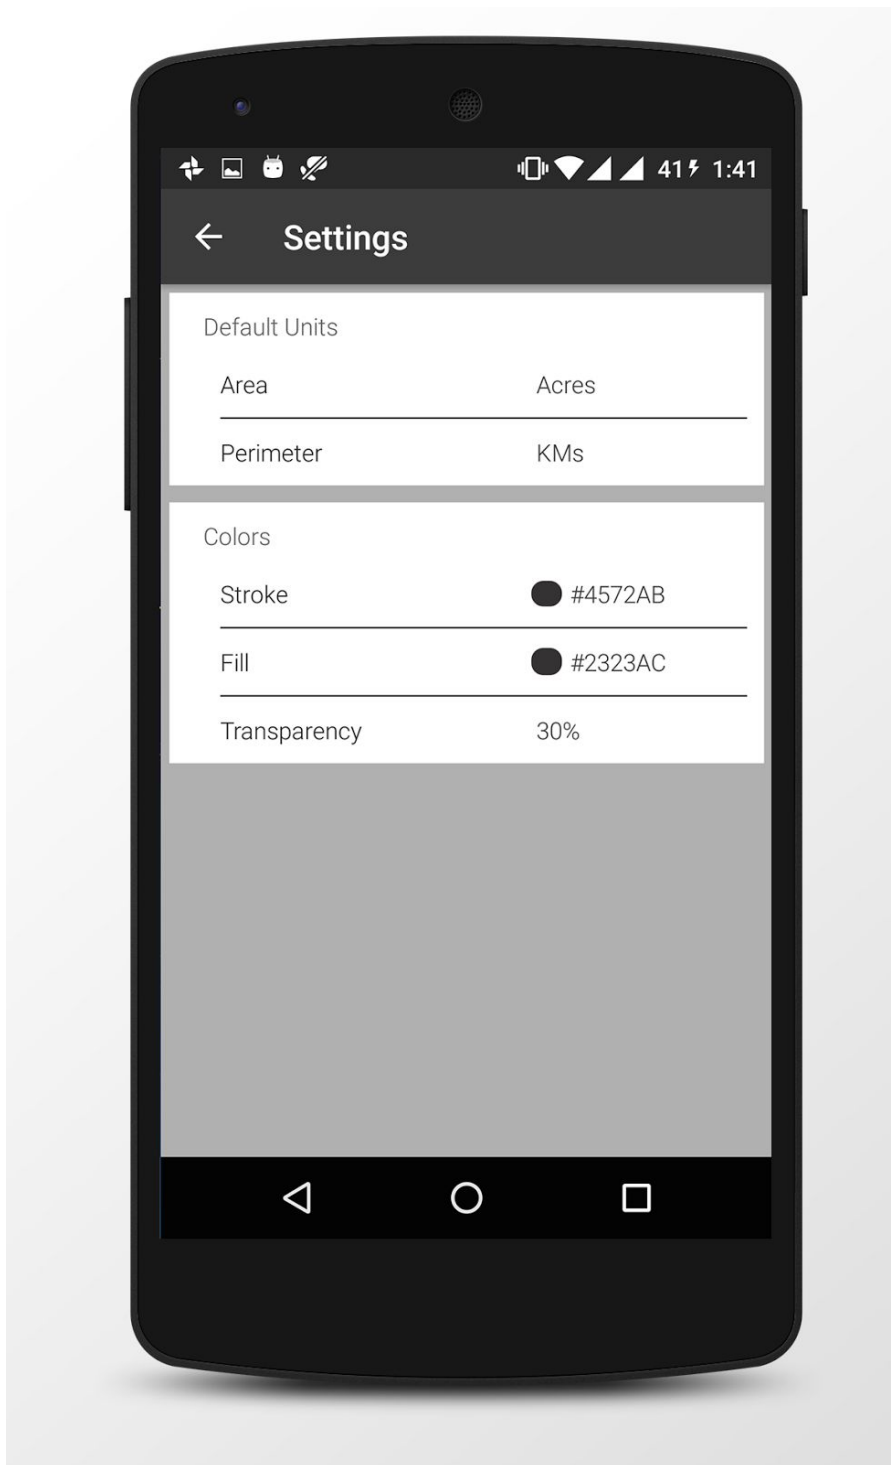 41 1:41
Settings
Default Units
Area Acres
Perimeter KMs
Colors
Stroke #4572AB
Fill #2323AC
Transparency 30%